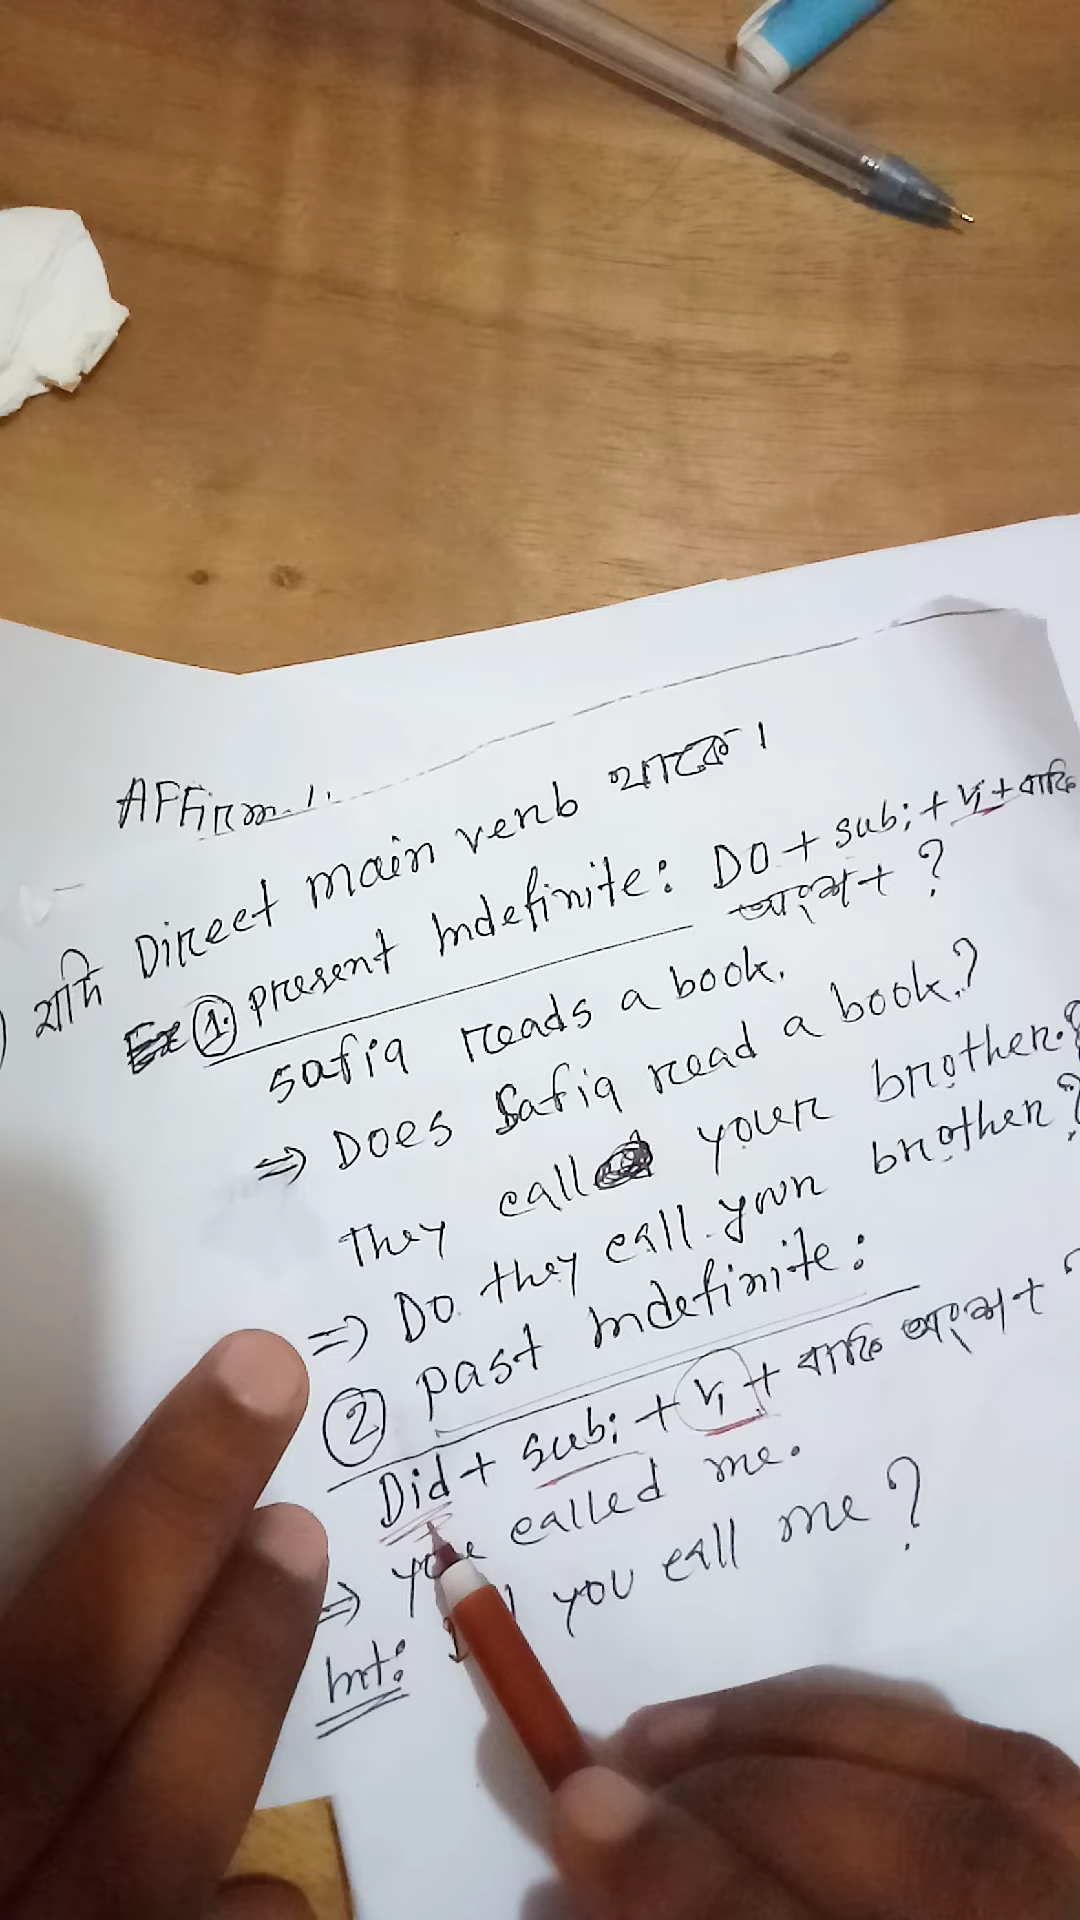 AFFirm
যদি Direct main verb থাকে।
Ex ①. present Indefinite: DO + sub; + V₁ + বাকি
অংশ + ?
Safiq reads a book.
⇒ Does Safiq read a book?
They call your brother.
⇒ Do they call your brother?
② past Indefinite:
Did + sub; + V₁ + বাকি অংশ + ?
⇒ you called me.
Int: you call me?